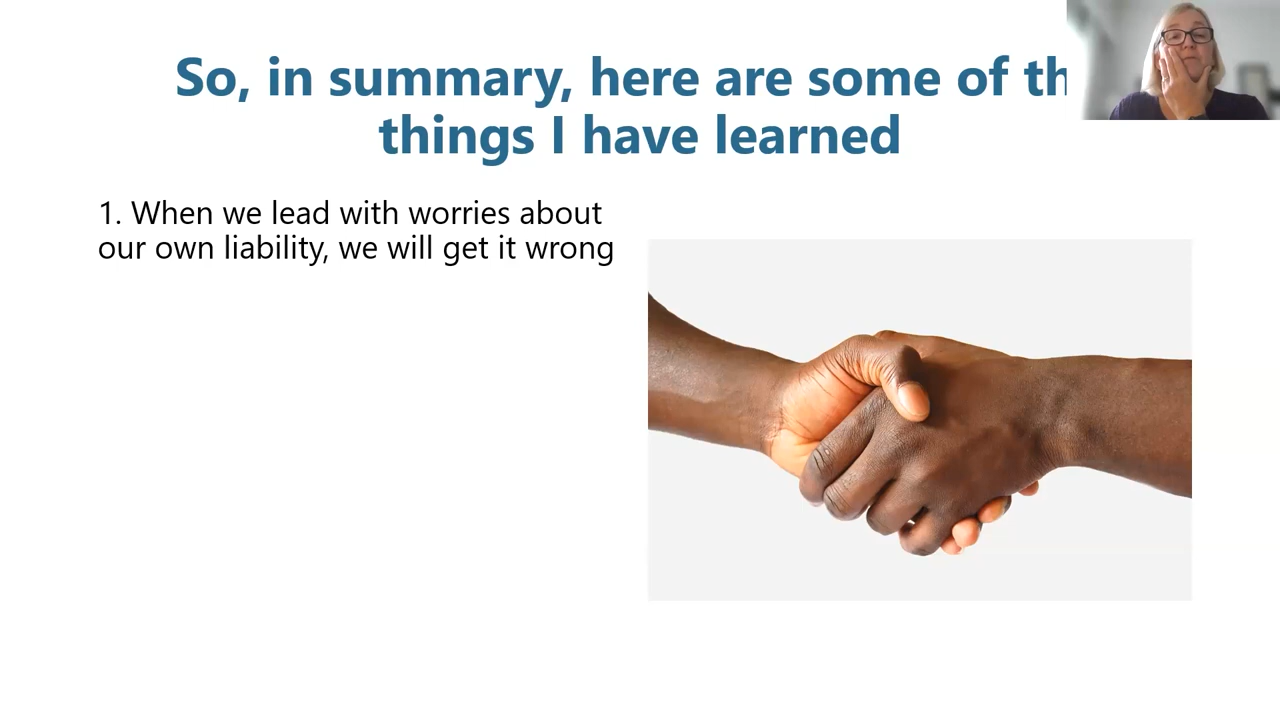 So, in summary, here are some of th
things I have learned
1. When we lead with worries about
our own liability, we will get it wrong